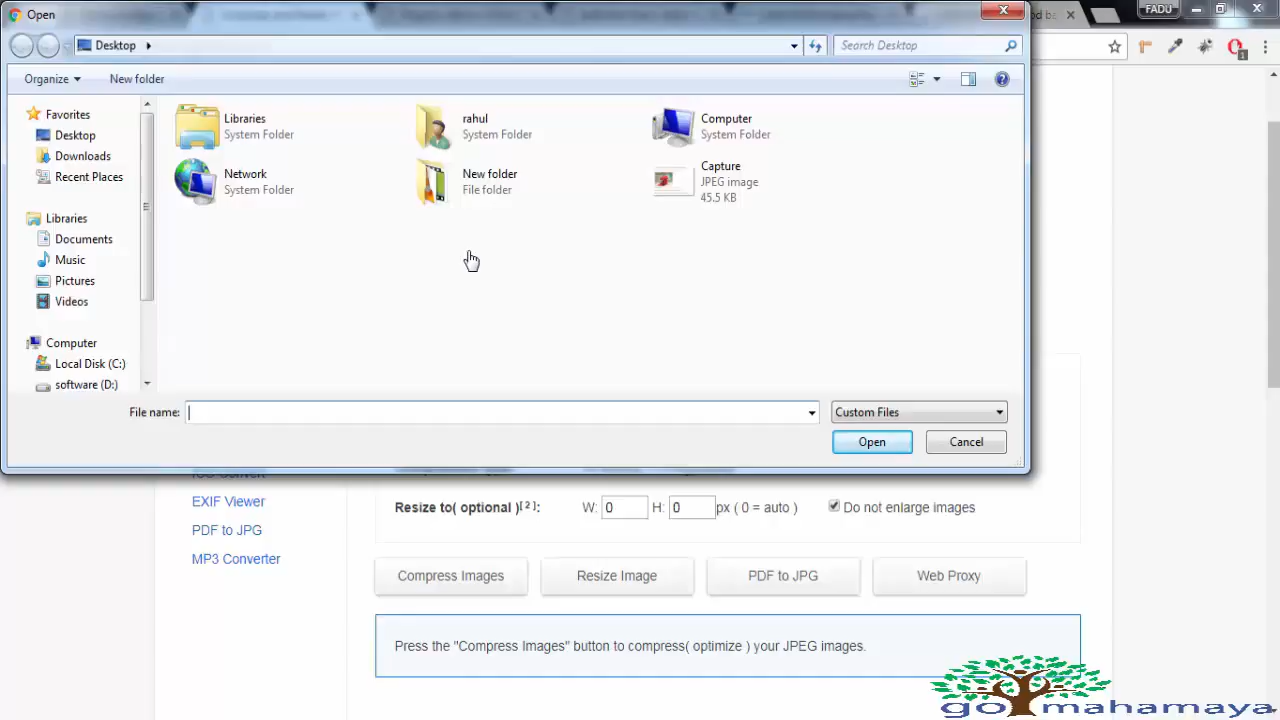 Open
FADU
Desktop
Search Desktop
Organize
New folder
Favorites
Desktop
Downloads
Recent Places
Libraries
Documents
Music
Pictures
Videos
Computer
Local Disk (C:)
software (D:)
Libraries
System Folder
rahul
System Folder
Computer
System Folder
Network
System Folder
New folder
File folder
Capture
JPEG image
45.5 KB
File name:
Custom Files
Open
Cancel
EXIF Viewer
PDF to JPG
MP3 Converter
Resize to( optional )[ 2 ]:
W: 0 H: 0 px ( 0 = auto )
Do not enlarge images
Compress Images
Resize Image
PDF to JPG
Web Proxy
Press the "Compress Images" button to compress( optimize ) your JPEG images.
go mahamaya